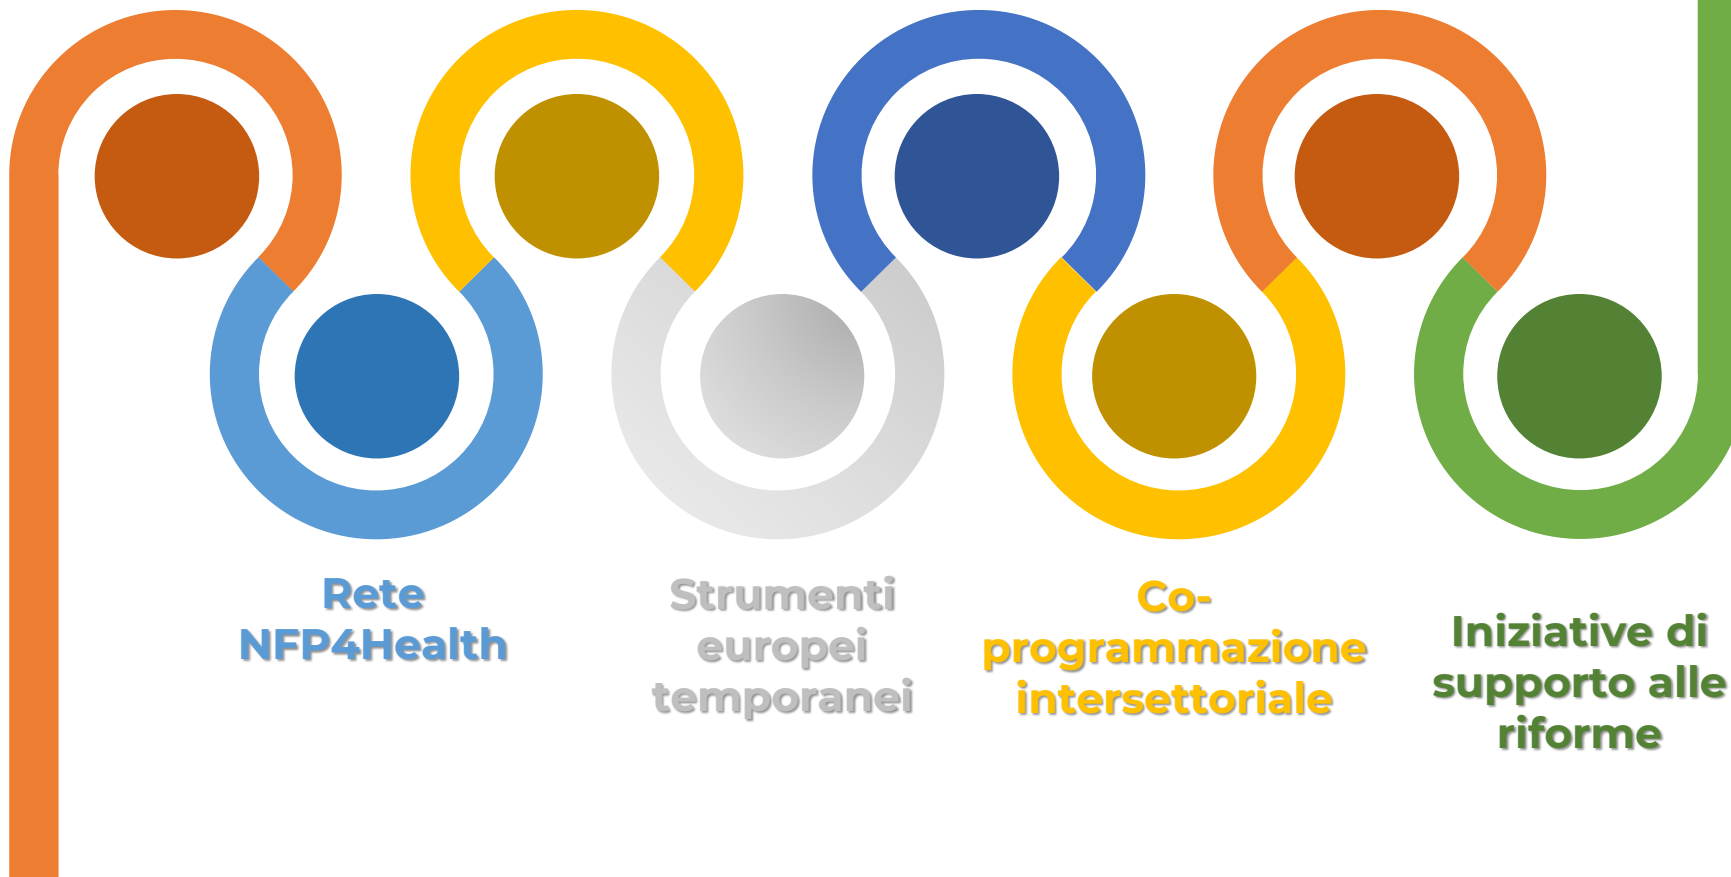 Rete
NFP4Health
Strumenti
europei
temporanei
Co-
programmazione
intersettoriale
Iniziative di
supporto alle
riforme